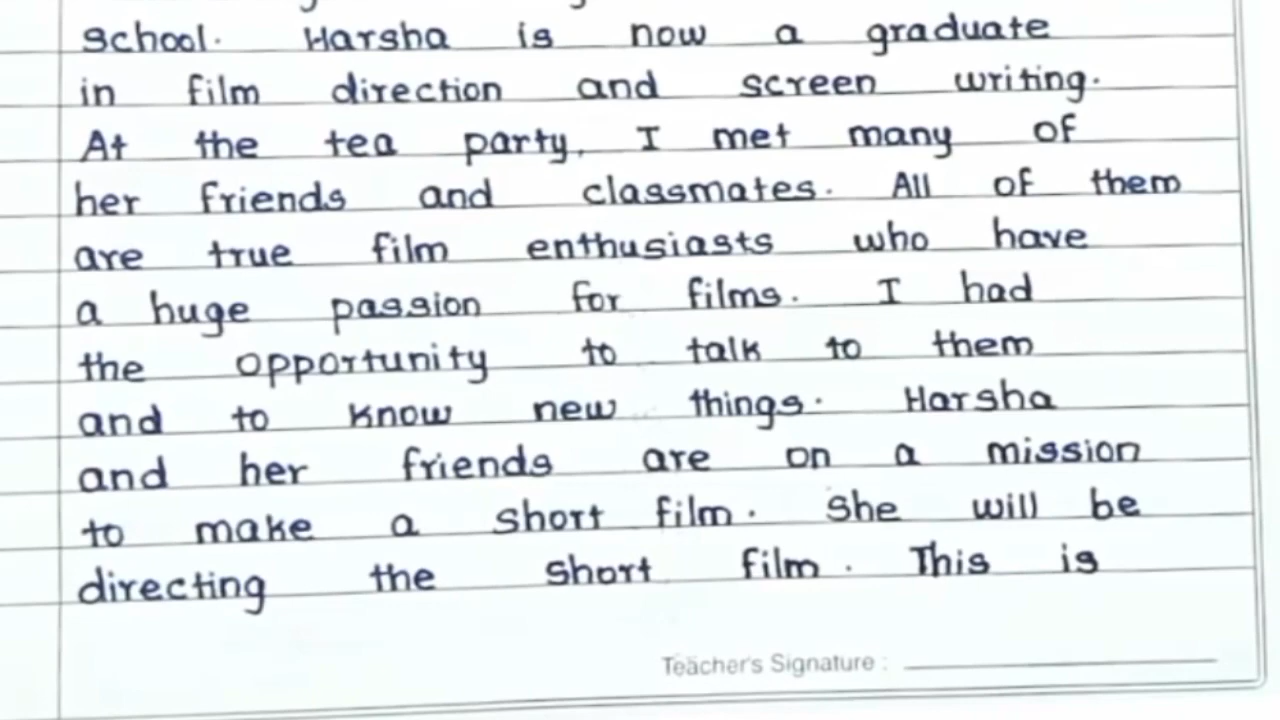 school. Harsha is now a graduate
in film direction and screen writing.
At the tea party, I met many of
her friends and classmates. All of them
are true film enthusiasts who have
a huge passion for films. I had
the opportunity to talk to them
and to know new things. Harsha
and her friends are on a mission
to make a short film. She will be
directing the short film. This is
Teacher's Signature :